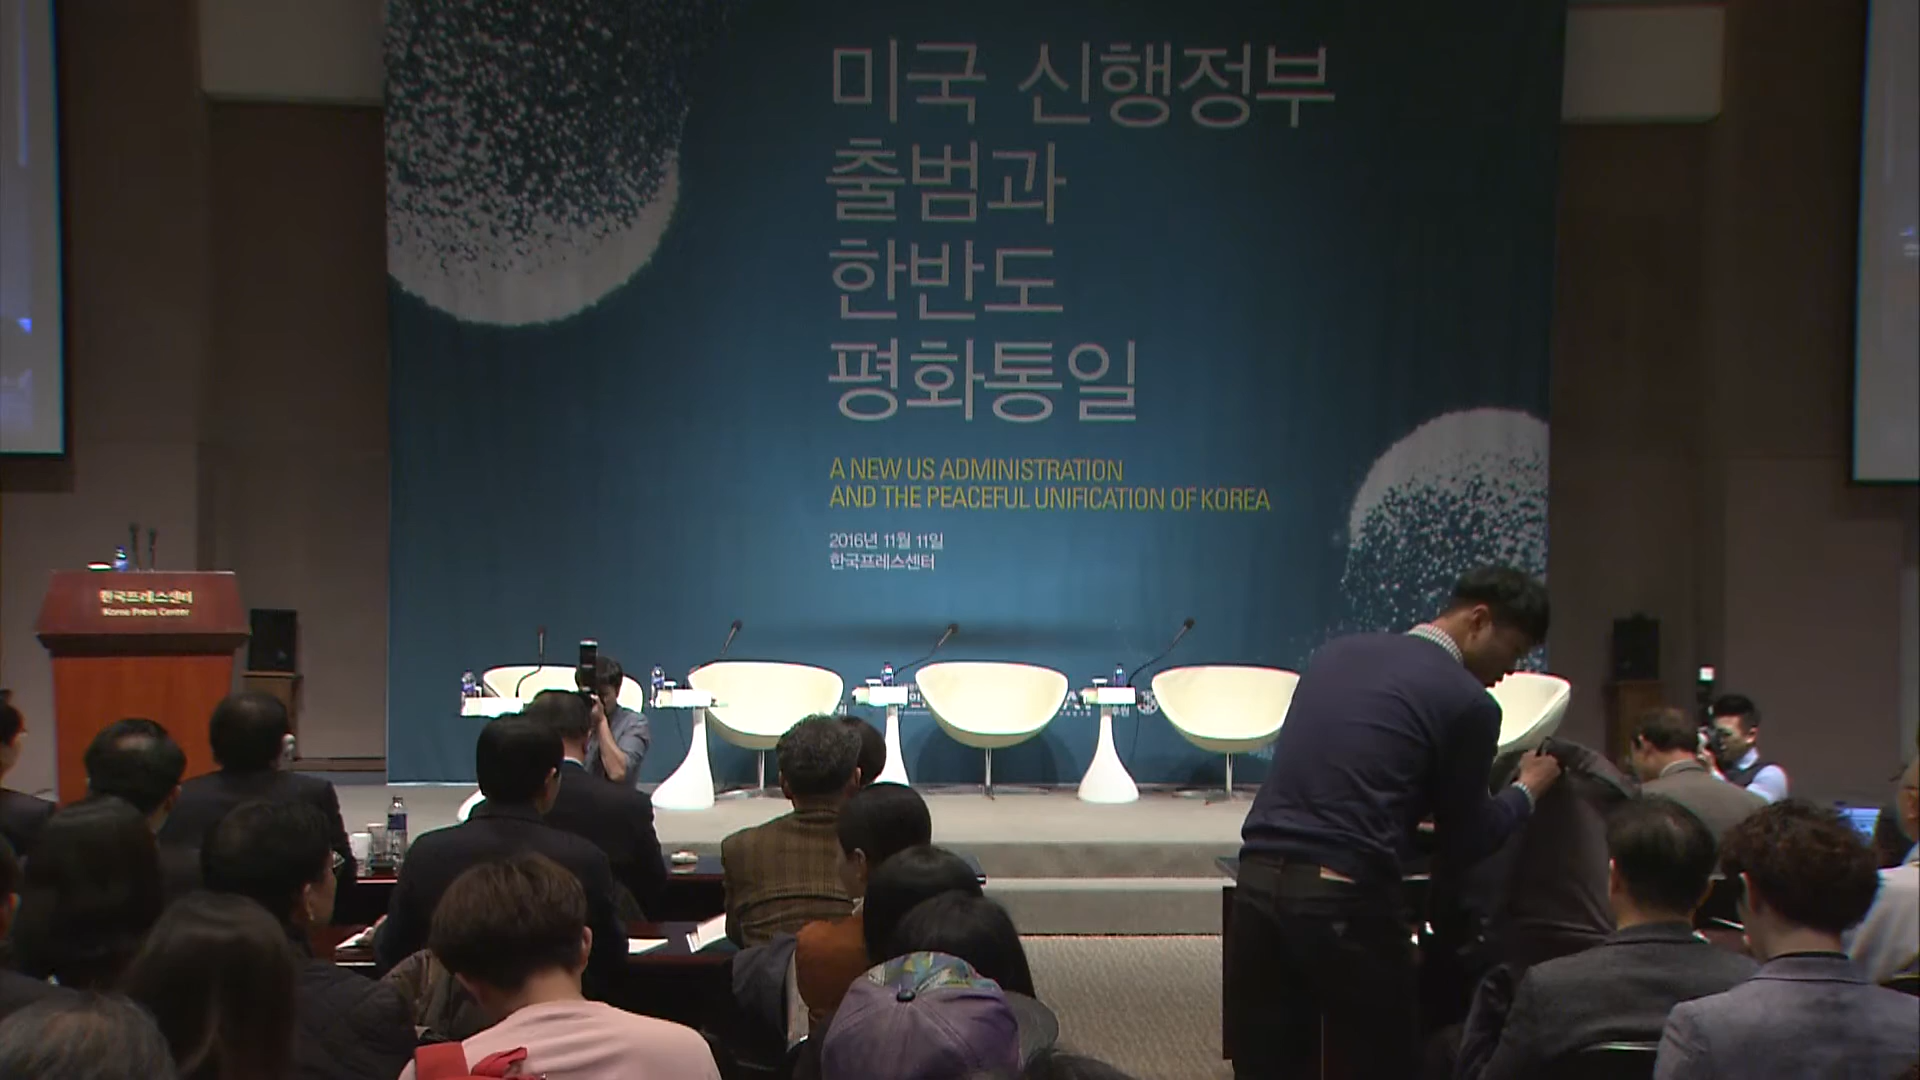 미국 신행정부
출범과
한반도
평화통일
A NEW US ADMINISTRATION
AND THE PEACEFUL UNIFICATION OF KOREA
2016년 11월 11일
한국프레스센터
한국프레스센터
Korea Press Center